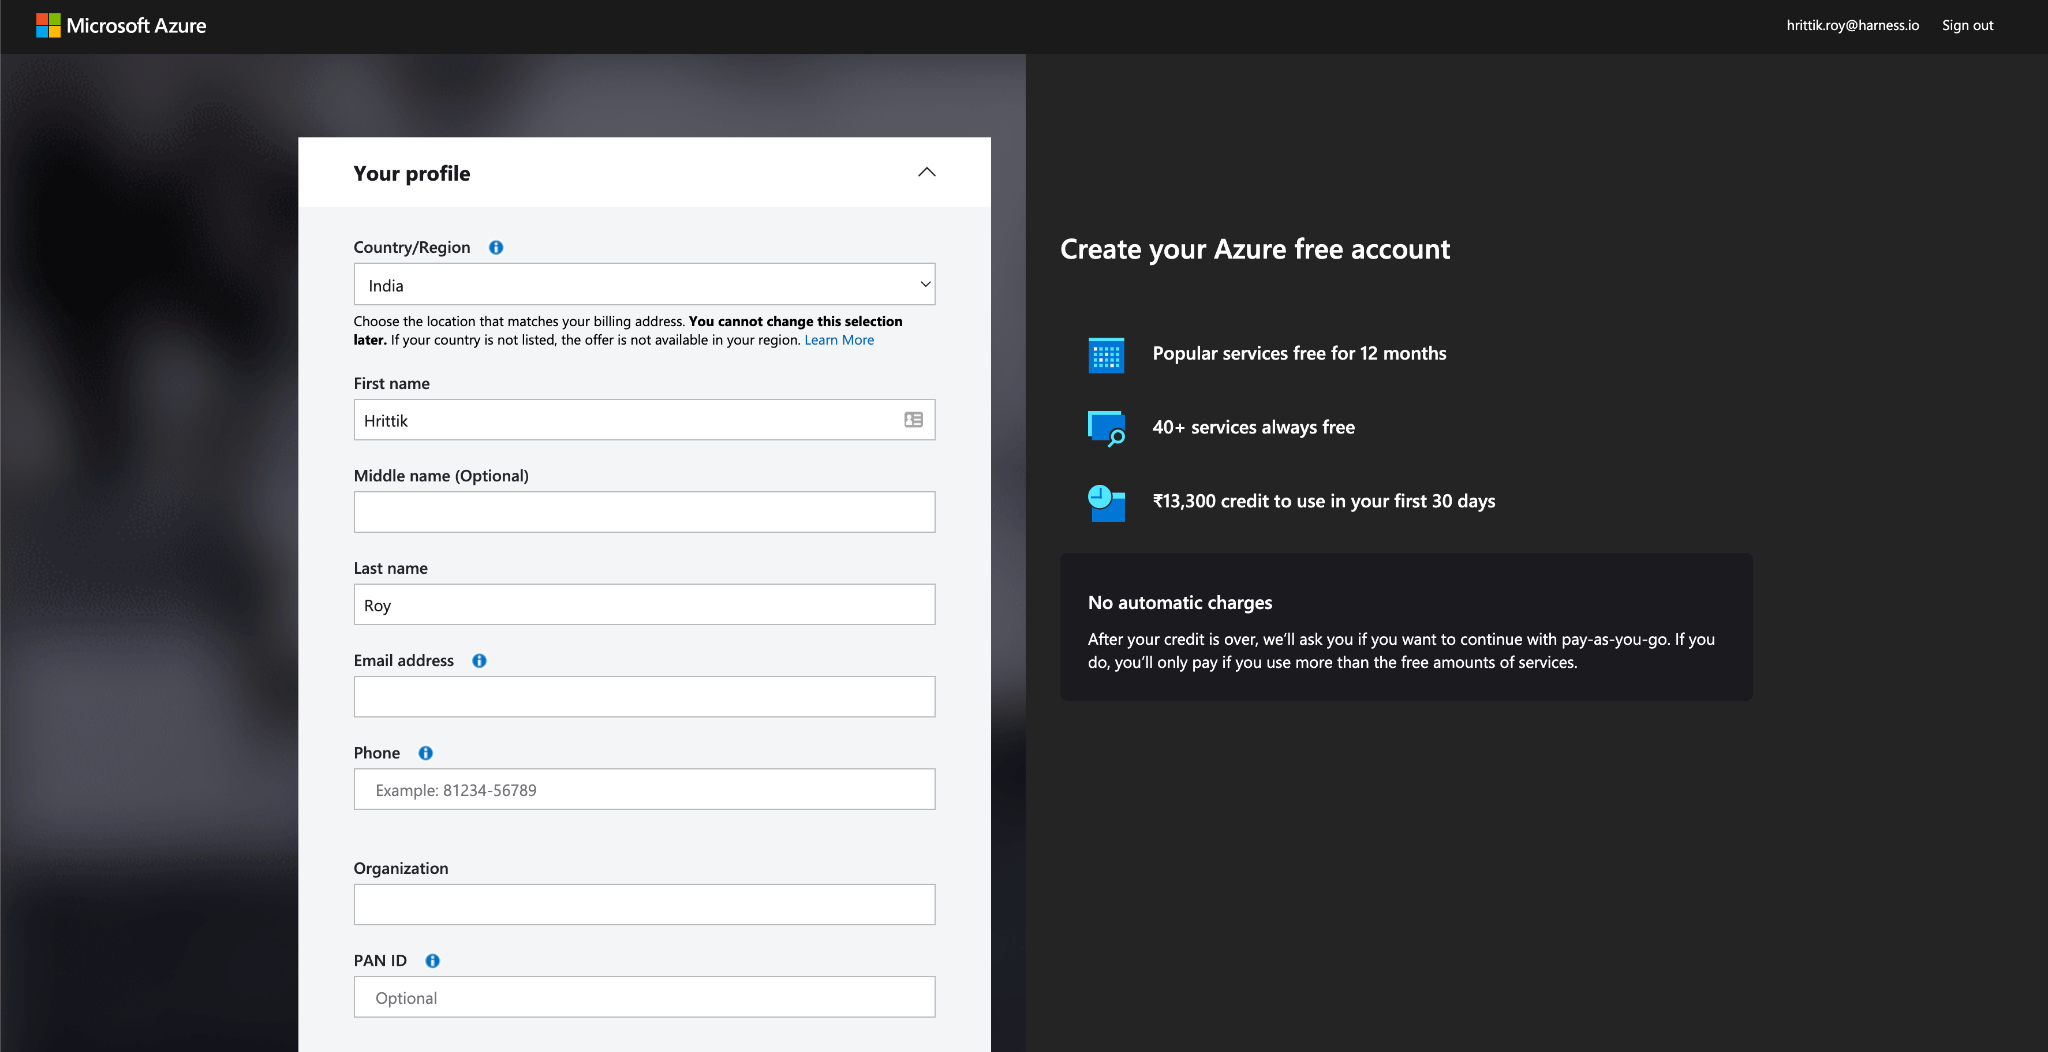 Microsoft Azure
hrittik.roy@harness.io Sign out
Your profile
Country/Region
India
Choose the location that matches your billing address. You cannot change this selection
later. If your country is not listed, the offer is not available in your region. Learn More
First name
Hrittik
Middle name (Optional)
Last name
Roy
Email address
Phone
Example: 81234-56789
Organization
PAN ID
Optional
Create your Azure free account
Popular services free for 12 months
40+ services always free
₹13,300 credit to use in your first 30 days
No automatic charges
After your credit is over, we’ll ask you if you want to continue with pay-as-you-go. If you
do, you’ll only pay if you use more than the free amounts of services.